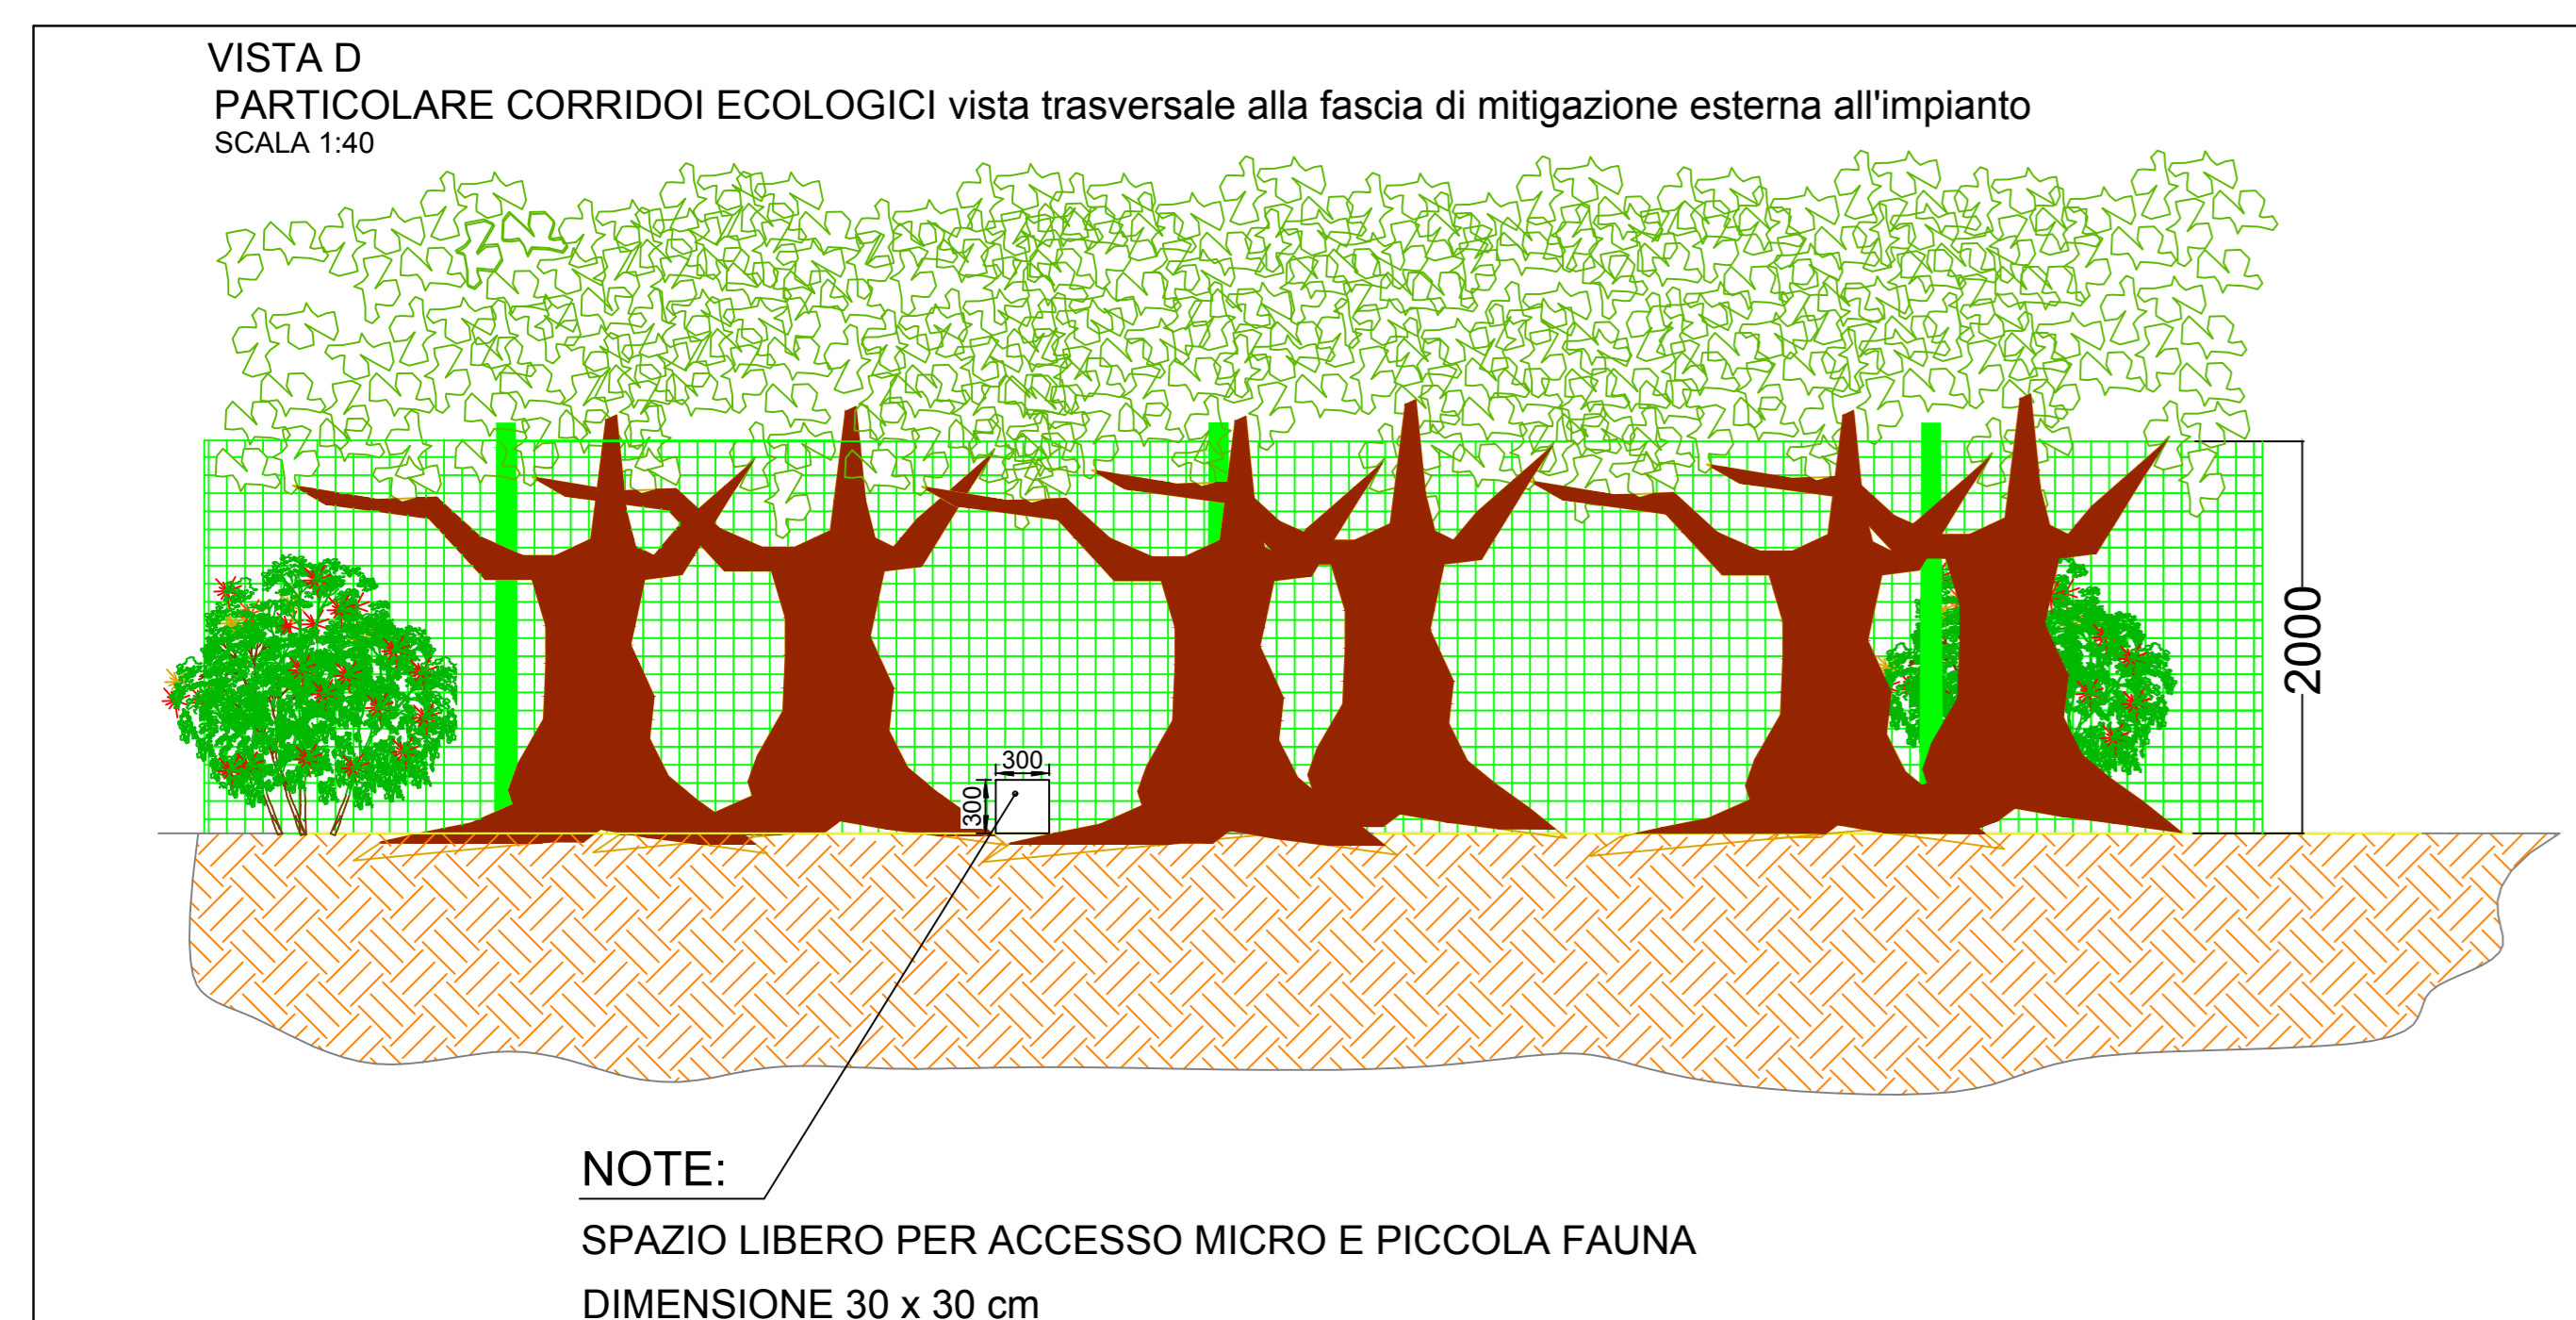 VISTA D
PARTICOLARE CORRIDOI ECOLOGICI vista trasversale alla fascia di mitigazione esterna all'impianto
SCALA 1:40
2000
300
300
NOTE:
SPAZIO LIBERO PER ACCESSO MICRO E PICCOLA FAUNA
DIMENSIONE 30 x 30 cm